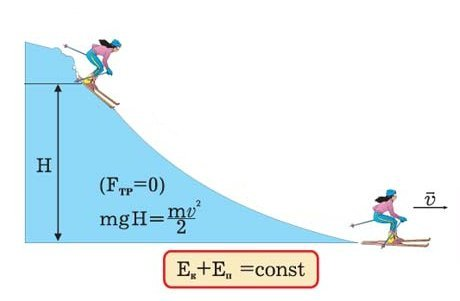 H
(Fтр=0)
mgH=mv²/2
v̄
Eк+Eп =const